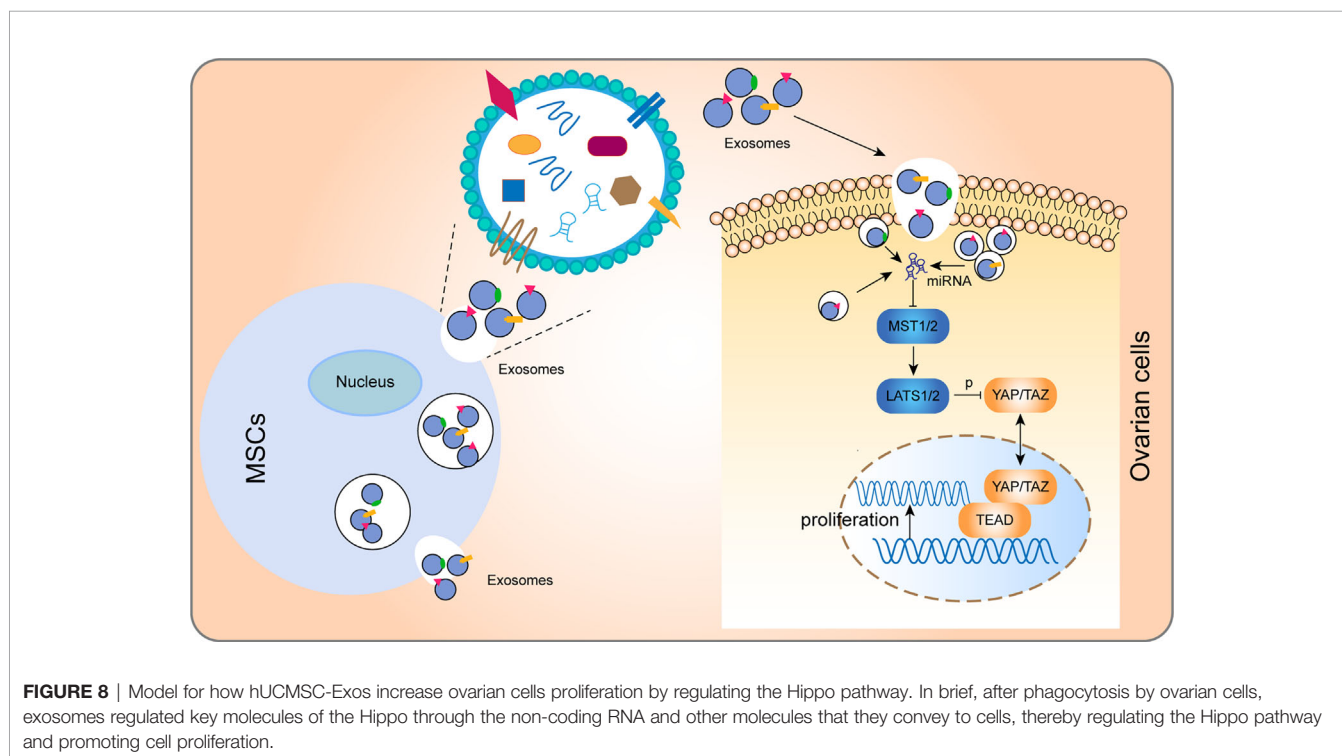 Exosomes
Exosomes
Nucleus
MSCs
Exosomes
miRNA
MST1/2
LATS1/2
p
YAP/TAZ
YAP/TAZ
TEAD
proliferation
Ovarian cells
FIGURE 8 | Model for how hUCMSC-Exos increase ovarian cells proliferation by regulating the Hippo pathway. In brief, after phagocytosis by ovarian cells,
exosomes regulated key molecules of the Hippo through the non-coding RNA and other molecules that they convey to cells, thereby regulating the Hippo pathway
and promoting cell proliferation.